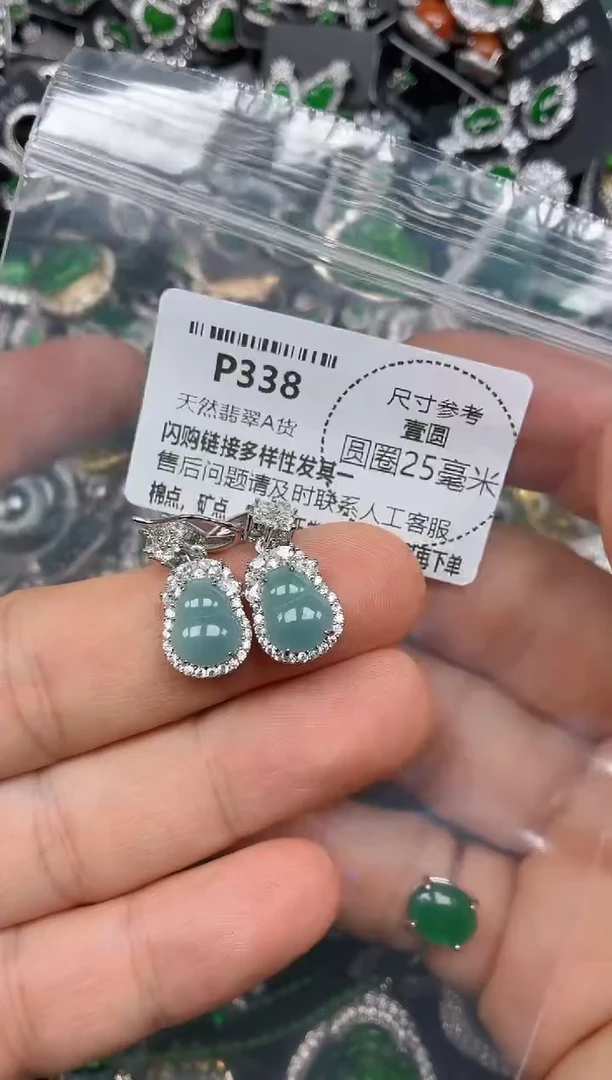 P338
天然翡翠A货
闪购链接多样性发其一
售后问题请及时联系人工客服
棉点，矿点
下单
尺寸参考
壹圆
圆圈25毫米